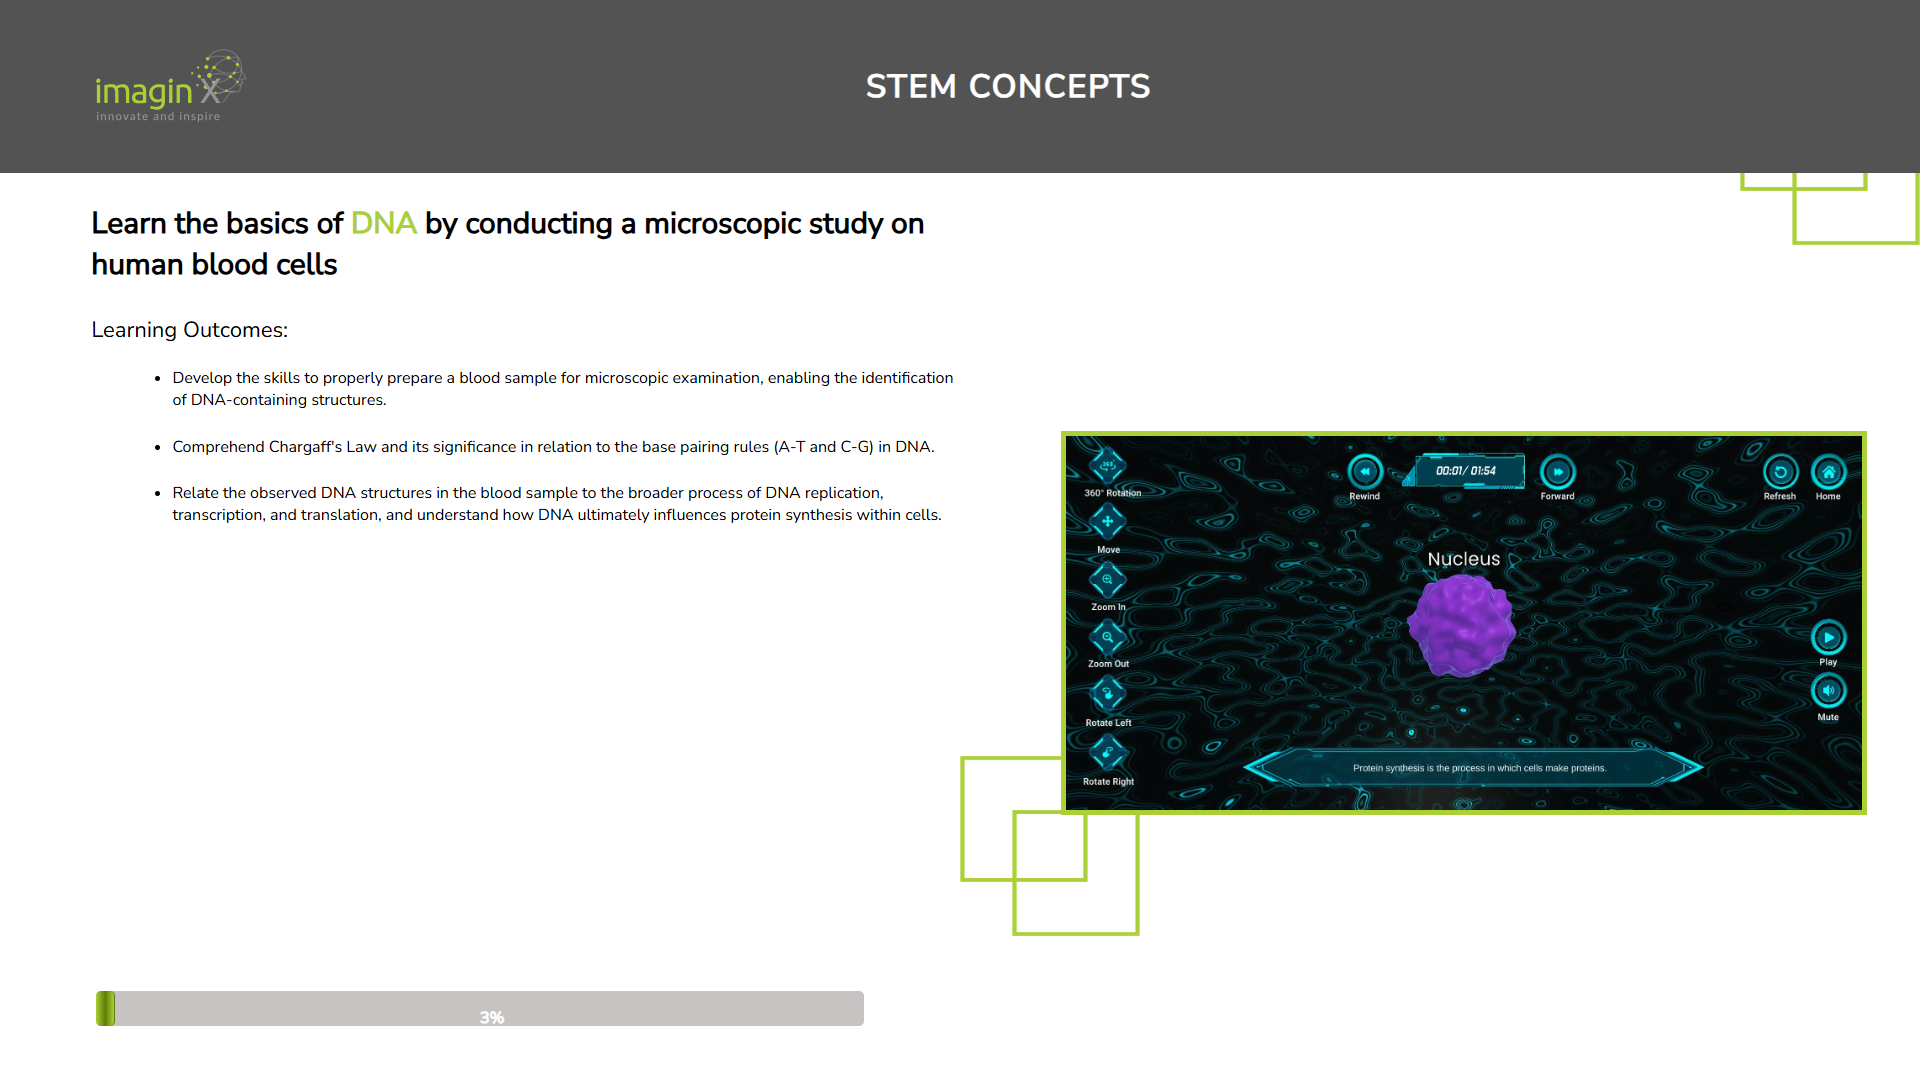 imagin X
innovate and inspire
STEM CONCEPTS
Learn the basics of DNA by conducting a microscopic study on
human blood cells
Learning Outcomes:
• Develop the skills to properly prepare a blood sample for microscopic examination, enabling the identification
of DNA-containing structures.
• Comprehend Chargaff's Law and its significance in relation to the base pairing rules (A-T and C-G) in DNA.
• Relate the observed DNA structures in the blood sample to the broader process of DNA replication,
transcription, and translation, and understand how DNA ultimately influences protein synthesis within cells.
360° Rotation
Move
Zoom In
Zoom Out
Rotate Left
Rotate Right
Rewind
00:01/ 01:54
Forward
Refresh
Home
Nucleus
Play
Mute
Protein synthesis is the process in which cells make proteins.
3%